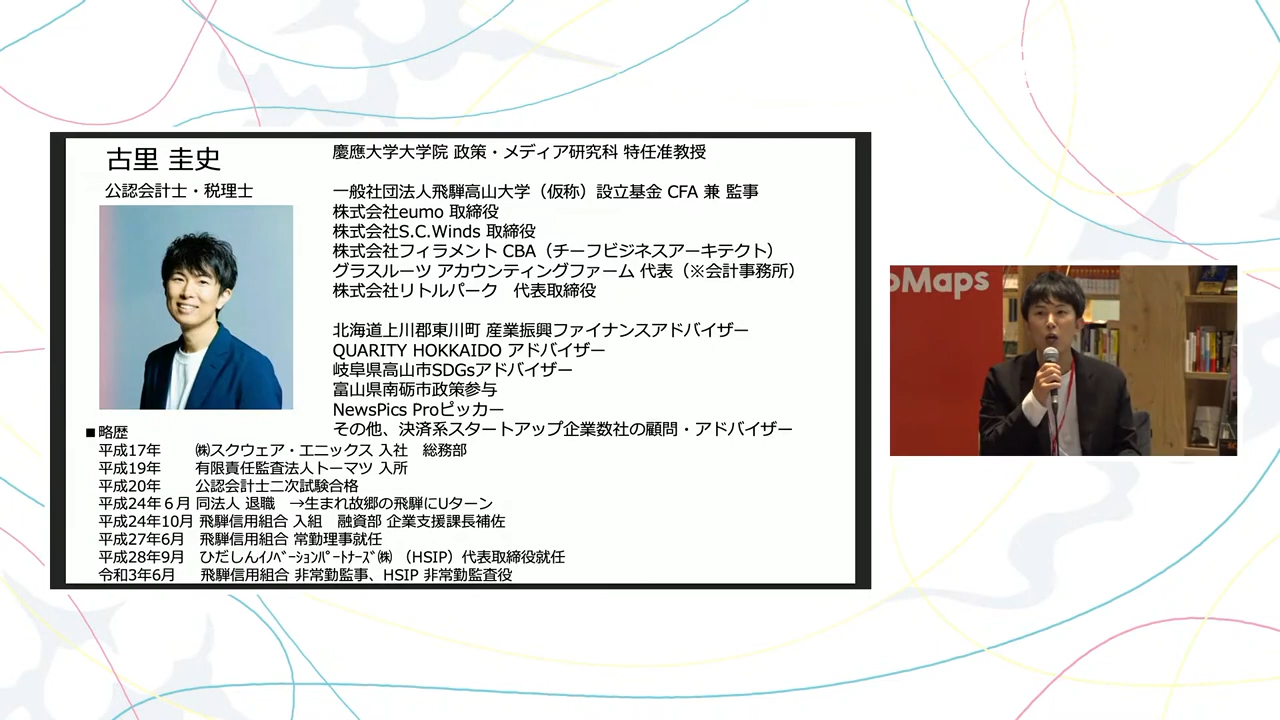 古里 圭史
公認会計士・税理士
慶應大学大学院 政策・メディア研究科 特任准教授
一般社団法人飛騨高山大学（仮称）設立基金 CFA 兼 監事
株式会社eumo 取締役
株式会社S.C.Winds 取締役
株式会社フィラメント CBA（チーフビジネスアーキテクト）
グラスルーツ アカウンティングファーム 代表（※会計事務所）
株式会社リトルパーク　代表取締役
北海道上川郡東川町 産業振興ファイナンスアドバイザー
QUARITY HOKKAIDO アドバイザー
岐阜県高山市SDGsアドバイザー
富山県南砺市政策参与
NewsPics Proピッカー
その他、決済系スタートアップ企業数社の顧問・アドバイザー
■略歴
平成17年　　㈱スクウェア・エニックス 入社　総務部
平成19年　　有限責任監査法人トーマツ 入所
平成20年　　公認会計士二次試験合格
平成24年６月 同法人 退職　→生まれ故郷の飛騨にUターン
平成24年10月 飛騨信用組合 入組　融資部 企業支援課長補佐
平成27年6月　飛騨信用組合 常勤理事就任
平成28年9月　ひだしんｲﾉﾍﾞｰｼｮﾝﾊﾟｰﾄﾅｰｽﾞ㈱ （HSIP）代表取締役就任
令和3年6月　 飛騨信用組合 非常勤監事、HSIP 非常勤監査役
oMaps